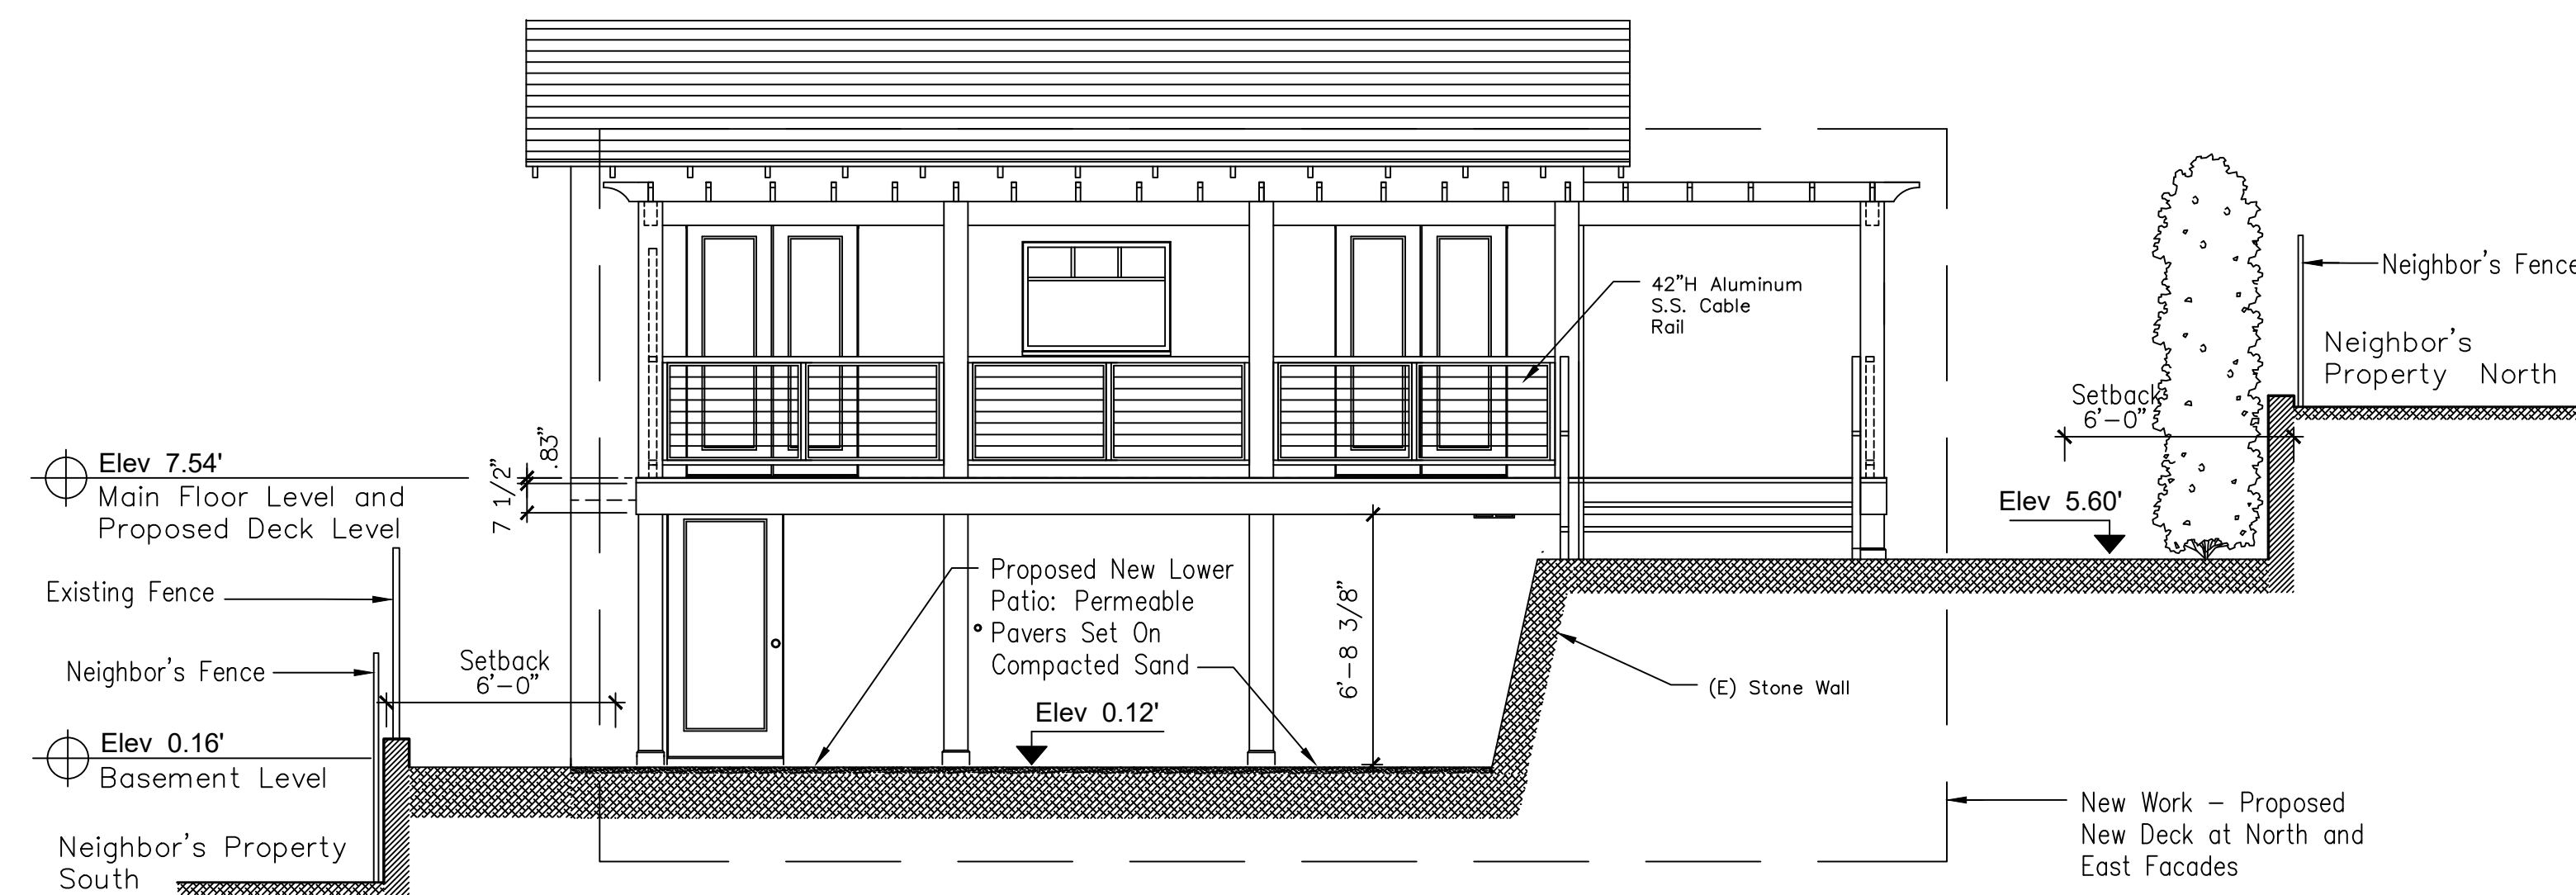 42”H Aluminum
S.S. Cable
Rail
Neighbor’s Fence
Neighbor’s
Property North
Setback
6’-0”
Elev 5.60'
.83”
7 1/2”
Elev 7.54'
Main Floor Level and
Proposed Deck Level
Existing Fence
Neighbor’s Fence
Setback
6’-0”
Proposed New Lower
Patio: Permeable
Pavers Set On
Compacted Sand
6’-8 3/8”
(E) Stone Wall
Elev 0.12'
Elev 0.16'
Basement Level
Neighbor’s Property
South
New Work – Proposed
New Deck at North and
East Facades